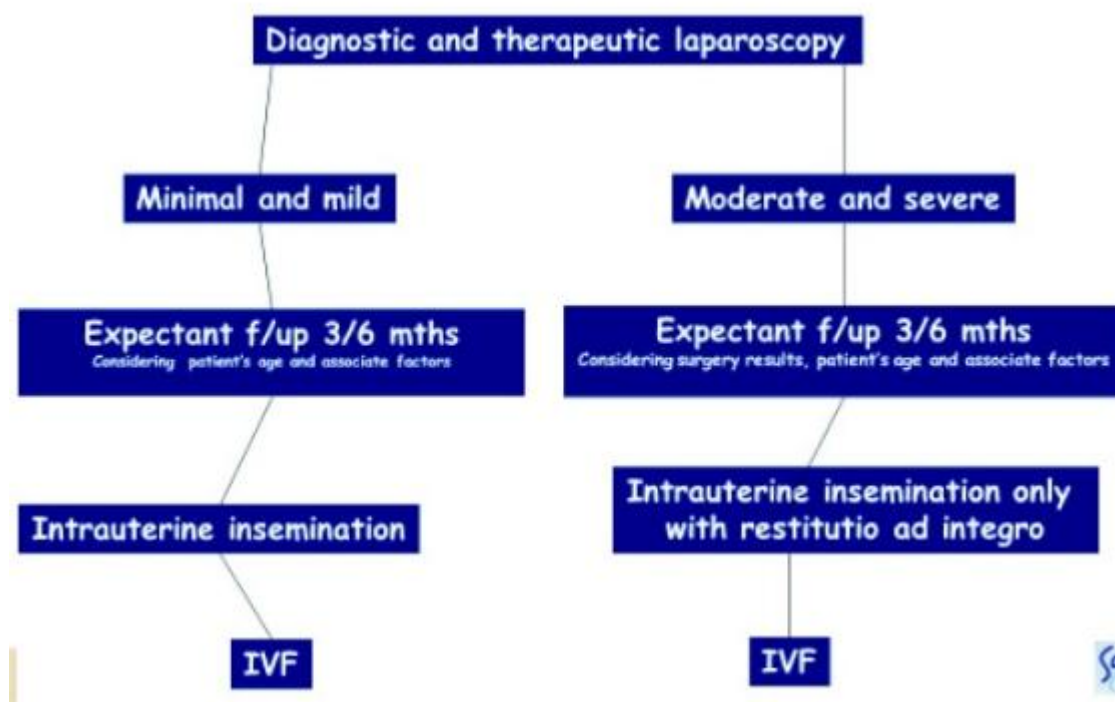 Diagnostic and therapeutic laparoscopy
Minimal and mild
Moderate and severe
Expectant f/up 3/6 mths
Considering patient's age and associate factors
Expectant f/up 3/6 mths
Considering surgery results, patient's age and associate factors
Intrauterine insemination
Intrauterine insemination only
with restitutio ad integro
IVF
IVF